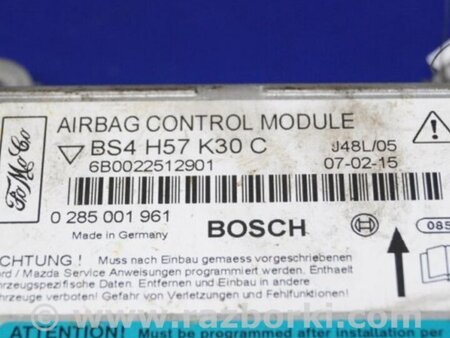 FoMoCo
AIRBAG CONTROL MODULE
BS4 H57 K30 C
J48L/05
6B0022512901
07-02-15
0 285 001 961
Made in Germany
BOSCH
085
CHTUNG ! Muss nach Einbau gemaess vorgeschriebenen
ord / Mazda Service Anweisungen programmiert werden. Enthaelt
hrzeugspezifische Daten. Entfernen und Einbau in andere
hrzeuge verboten! Gefahr von Verletzungen und Fehlfunktionen!
ATTENTION! Must be programmed after installation per
www.razborki.com